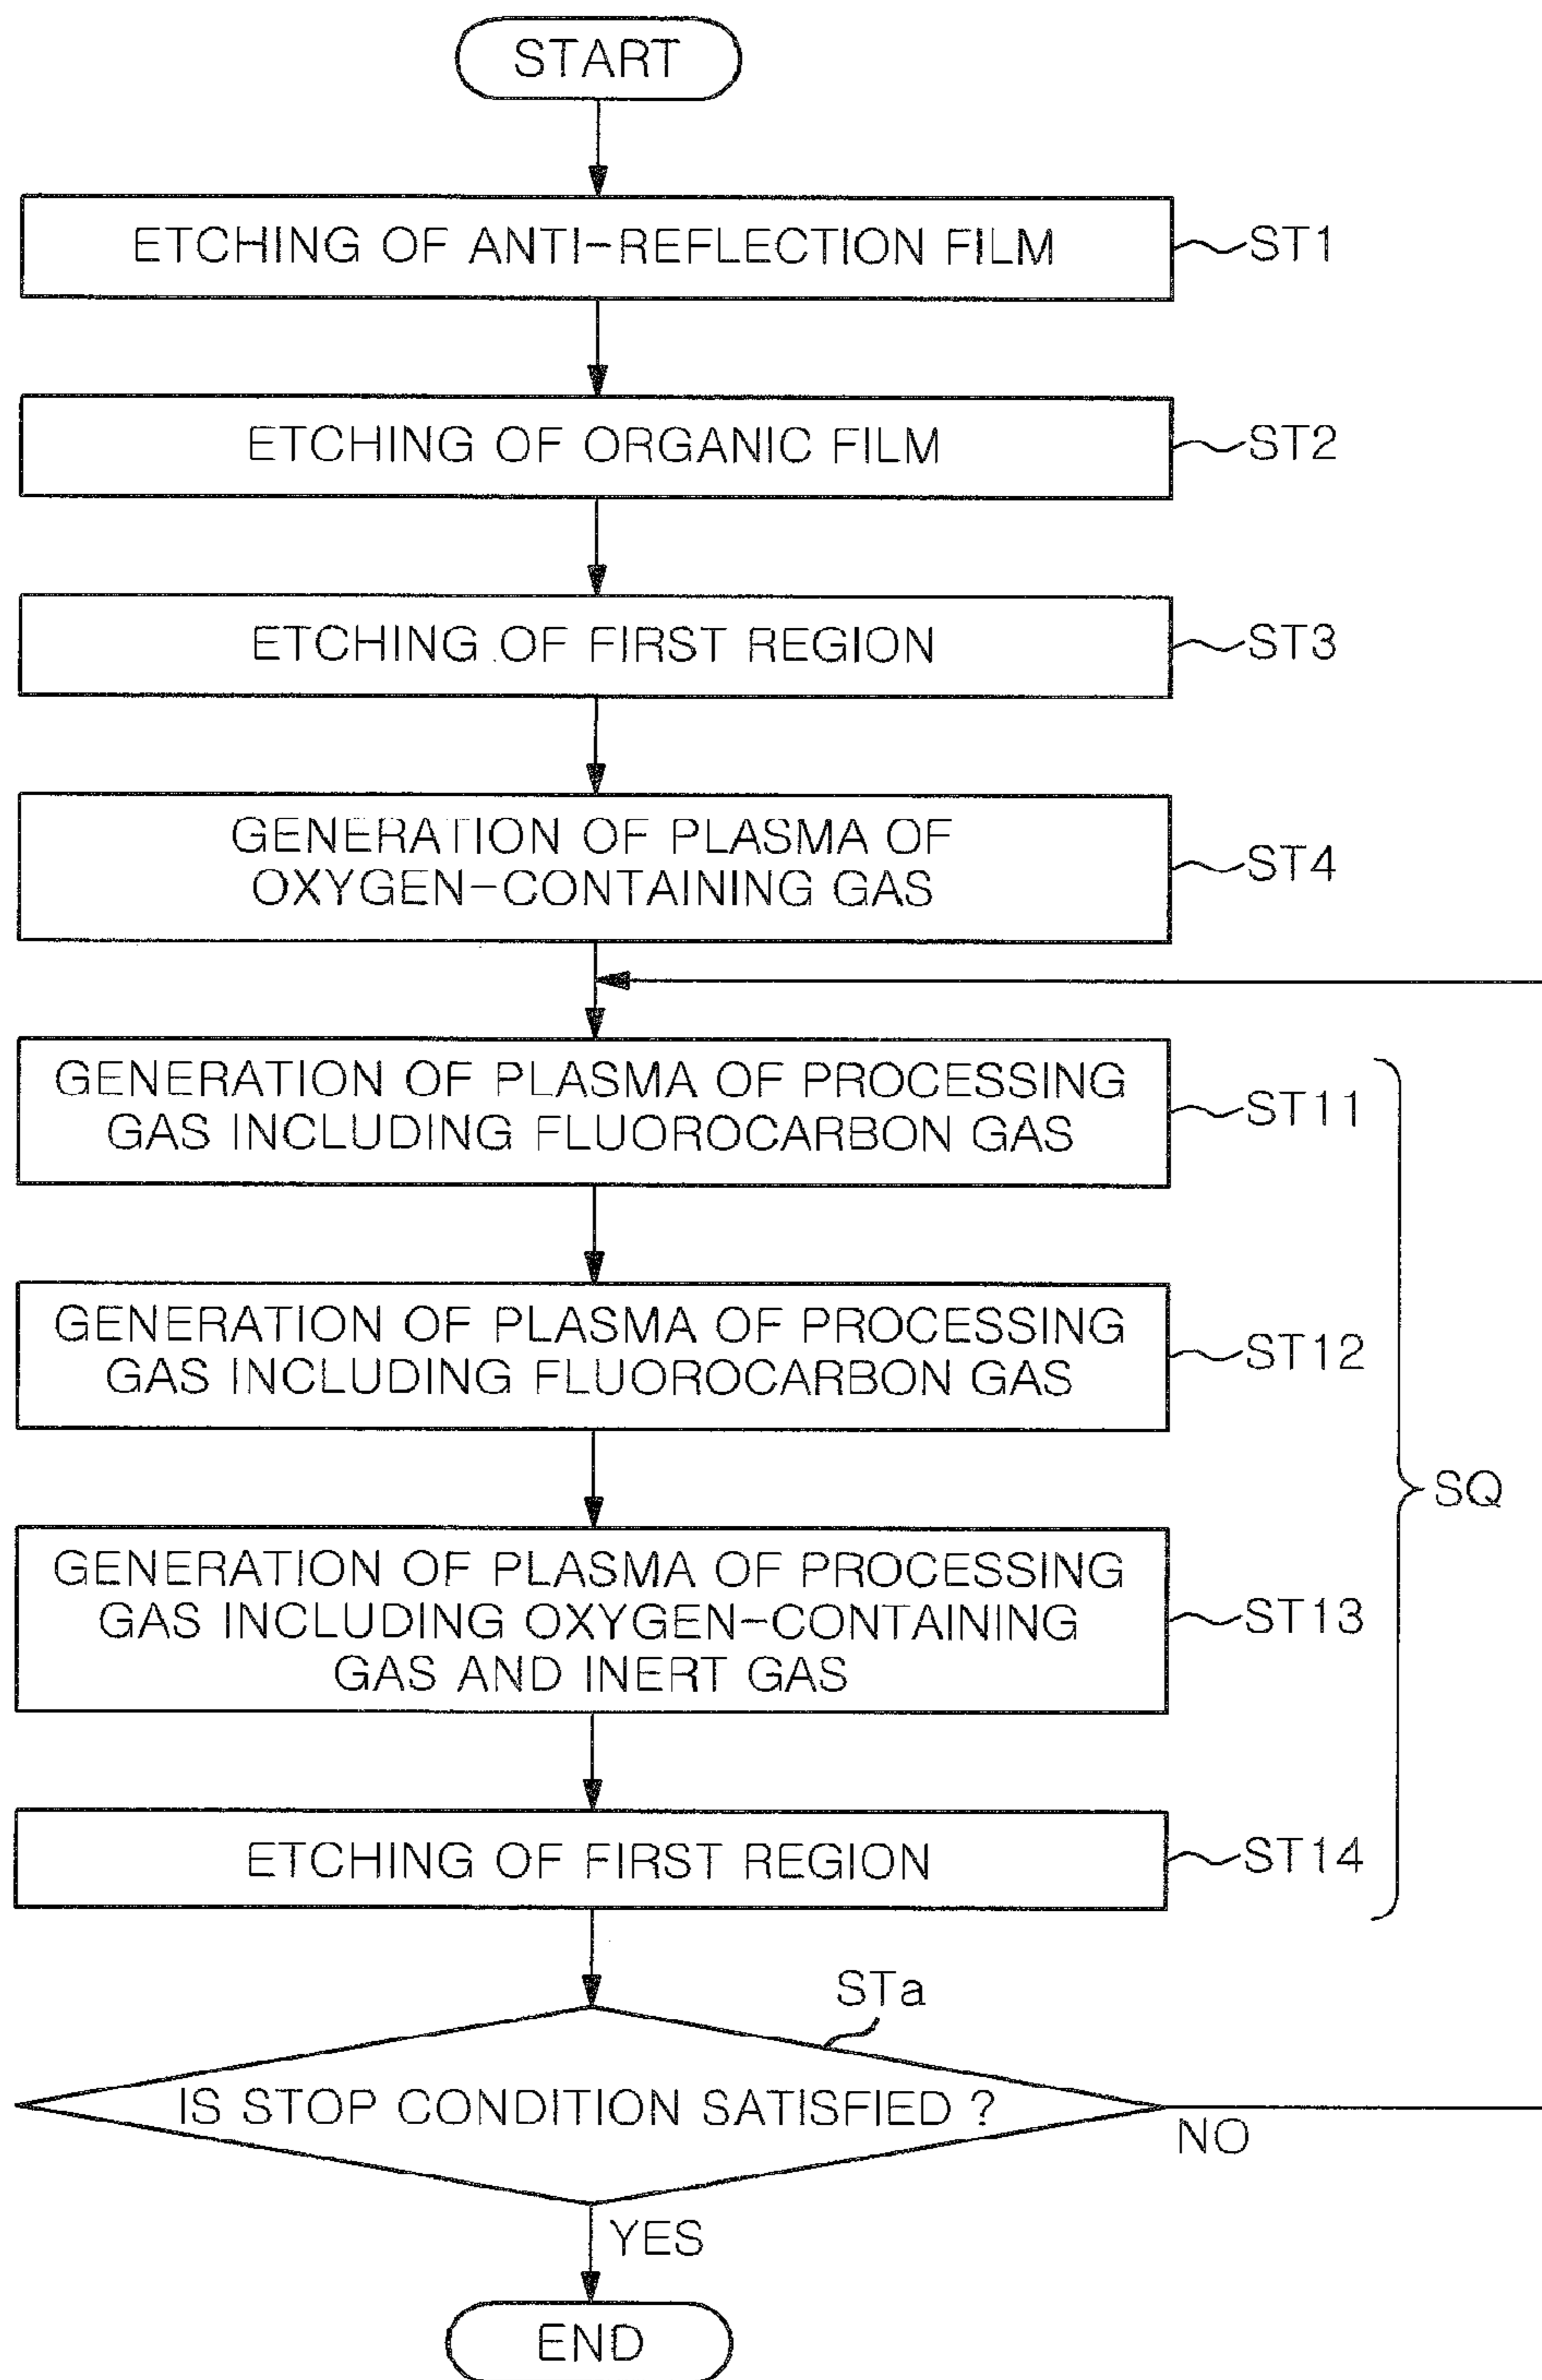 START
ETCHING OF ANTI-REFLECTION FILM
ST1
ETCHING OF ORGANIC FILM
ST2
ETCHING OF FIRST REGION
ST3
GENERATION OF PLASMA OF
OXYGEN-CONTAINING GAS
ST4
GENERATION OF PLASMA OF PROCESSING
GAS INCLUDING FLUOROCARBON GAS
ST11
GENERATION OF PLASMA OF PROCESSING
GAS INCLUDING FLUOROCARBON GAS
ST12
SQ
GENERATION OF PLASMA OF PROCESSING
GAS INCLUDING OXYGEN-CONTAINING
GAS AND INERT GAS
ST13
ETCHING OF FIRST REGION
ST14
STa
IS STOP CONDITION SATISFIED ?
NO
YES
END